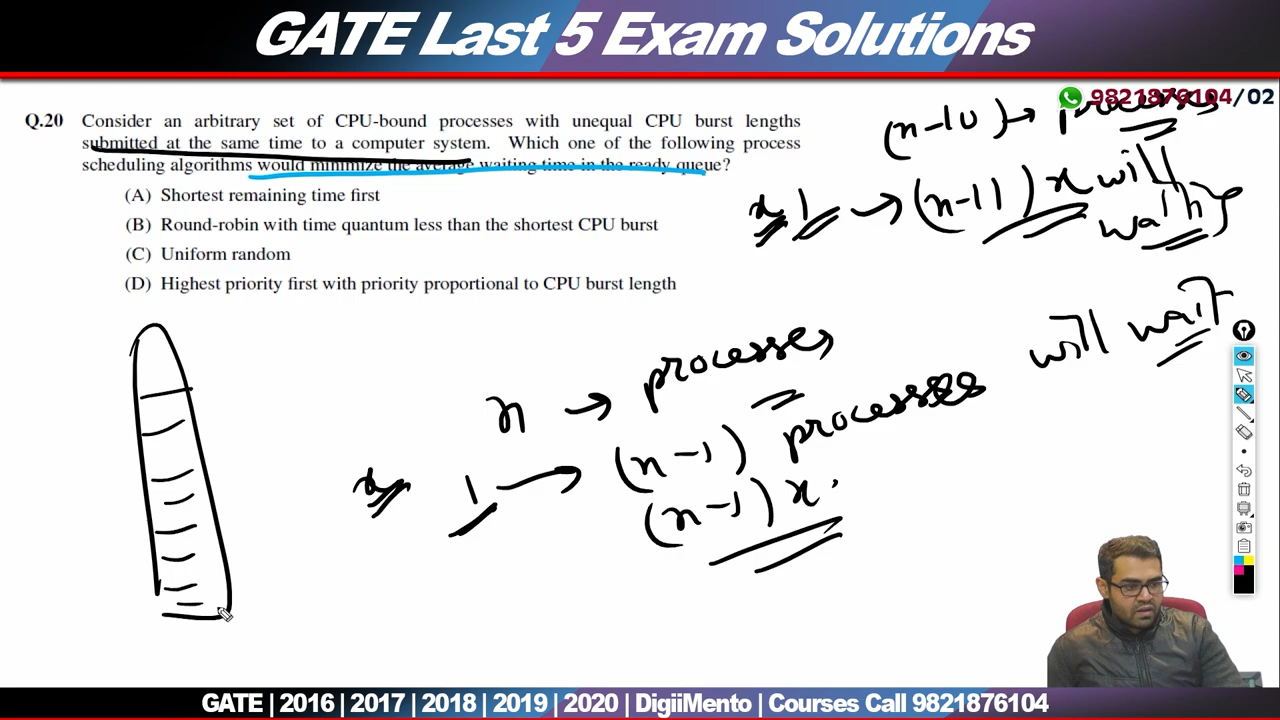 GATE Last 5 Exam Solutions
9821876104/02
Q.20 Consider an arbitrary set of CPU-bound processes with unequal CPU burst lengths
submitted at the same time to a computer system. Which one of the following process
scheduling algorithms would minimize the average waiting time in the ready queue?
(A) Shortest remaining time first
(B) Round-robin with time quantum less than the shortest CPU burst
(C) Uniform random
(D) Highest priority first with priority proportional to CPU burst length
(n-10) → processes
x 1 → (n-11) x will
wait
n → processes
x 1 → (n-1) processes will wait
(n-1) x
GATE | 2016 | 2017 | 2018 | 2019 | 2020 | DigiiMento | Courses Call 9821876104